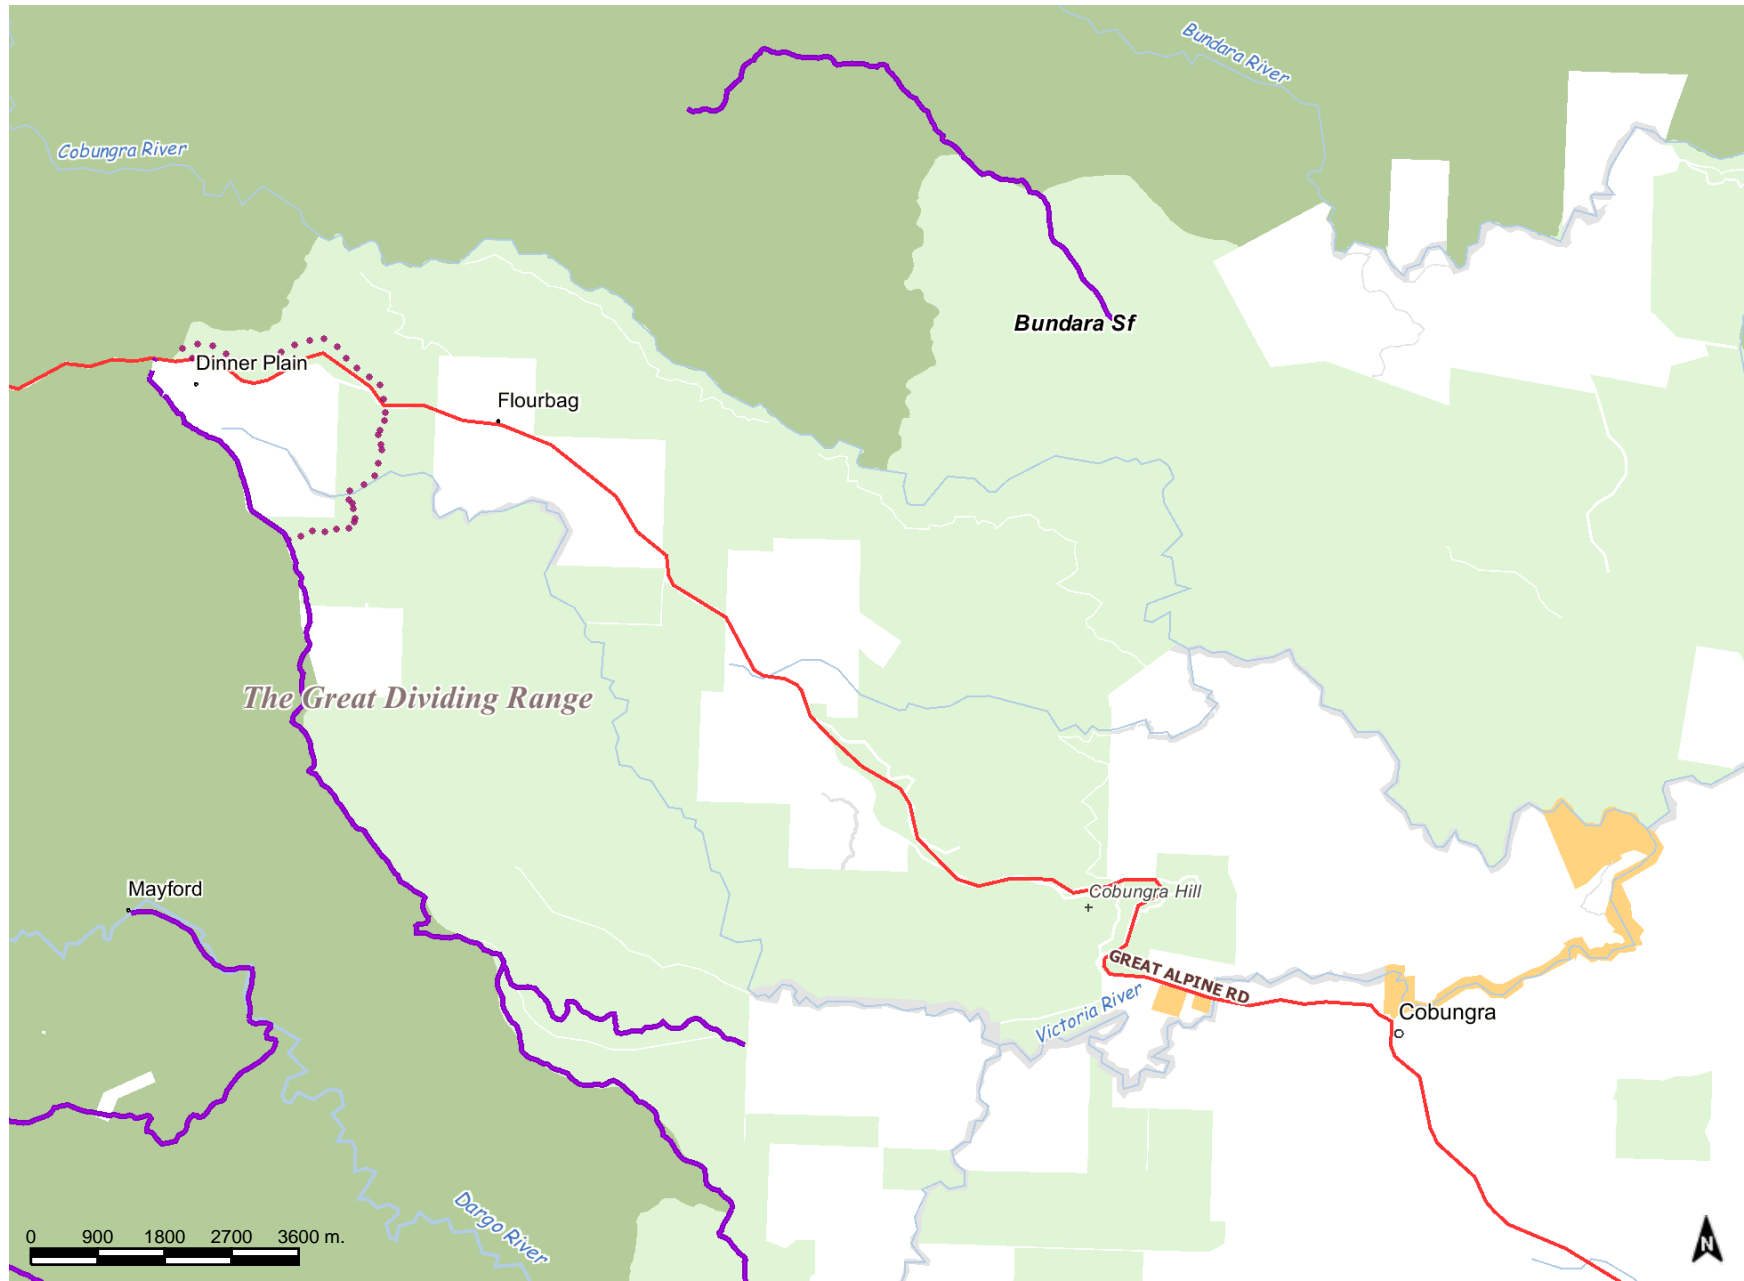 Bundara River
Cobungra River
Bundara Sf
Dinner Plain
Flourbag
The Great Dividing Range
Mayford
Cobungra Hill
GREAT ALPINE RD
Victoria River
Cobungra
Dargo River
0 900 1800 2700 3600 m.
N